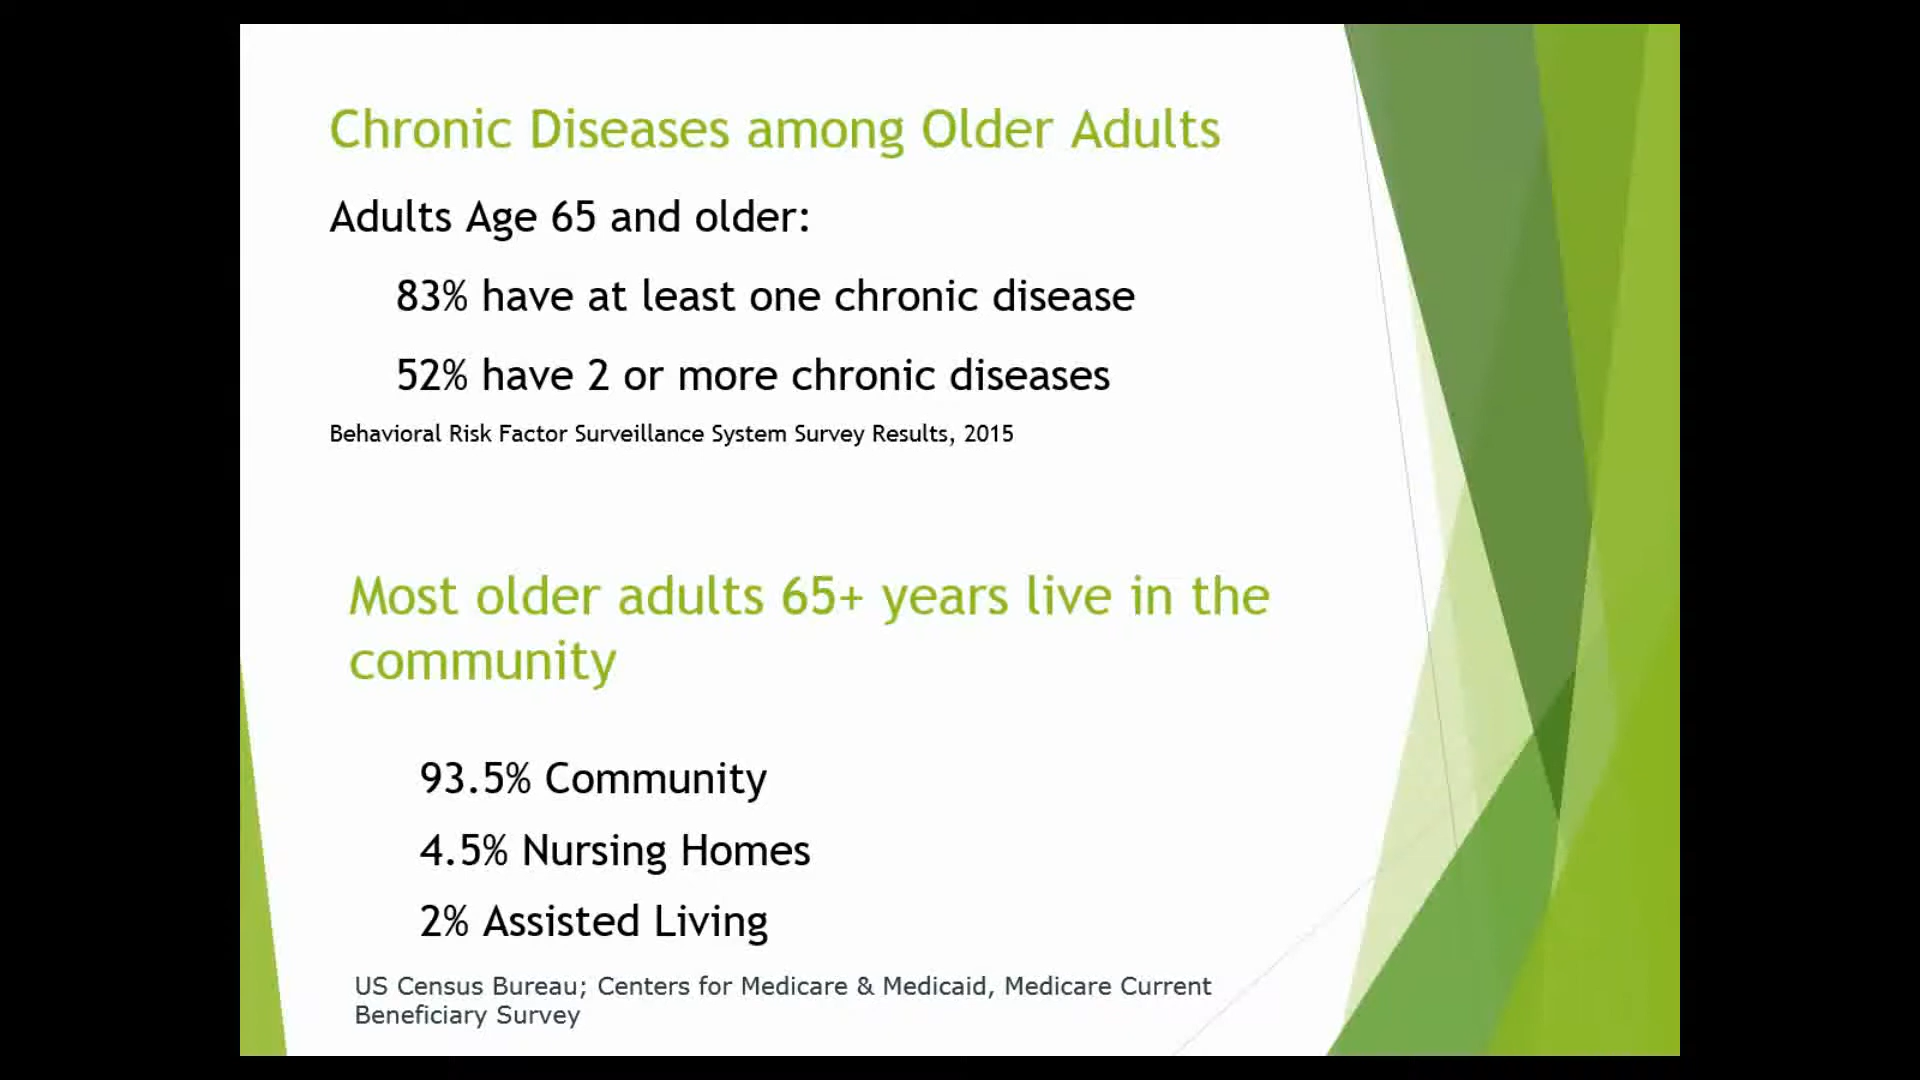 Chronic Diseases among Older Adults
Adults Age 65 and older:
83% have at least one chronic disease
52% have 2 or more chronic diseases
Behavioral Risk Factor Surveillance System Survey Results, 2015
Most older adults 65+ years live in the
community
93.5% Community
4.5% Nursing Homes
2% Assisted Living
US Census Bureau; Centers for Medicare & Medicaid, Medicare Current
Beneficiary Survey